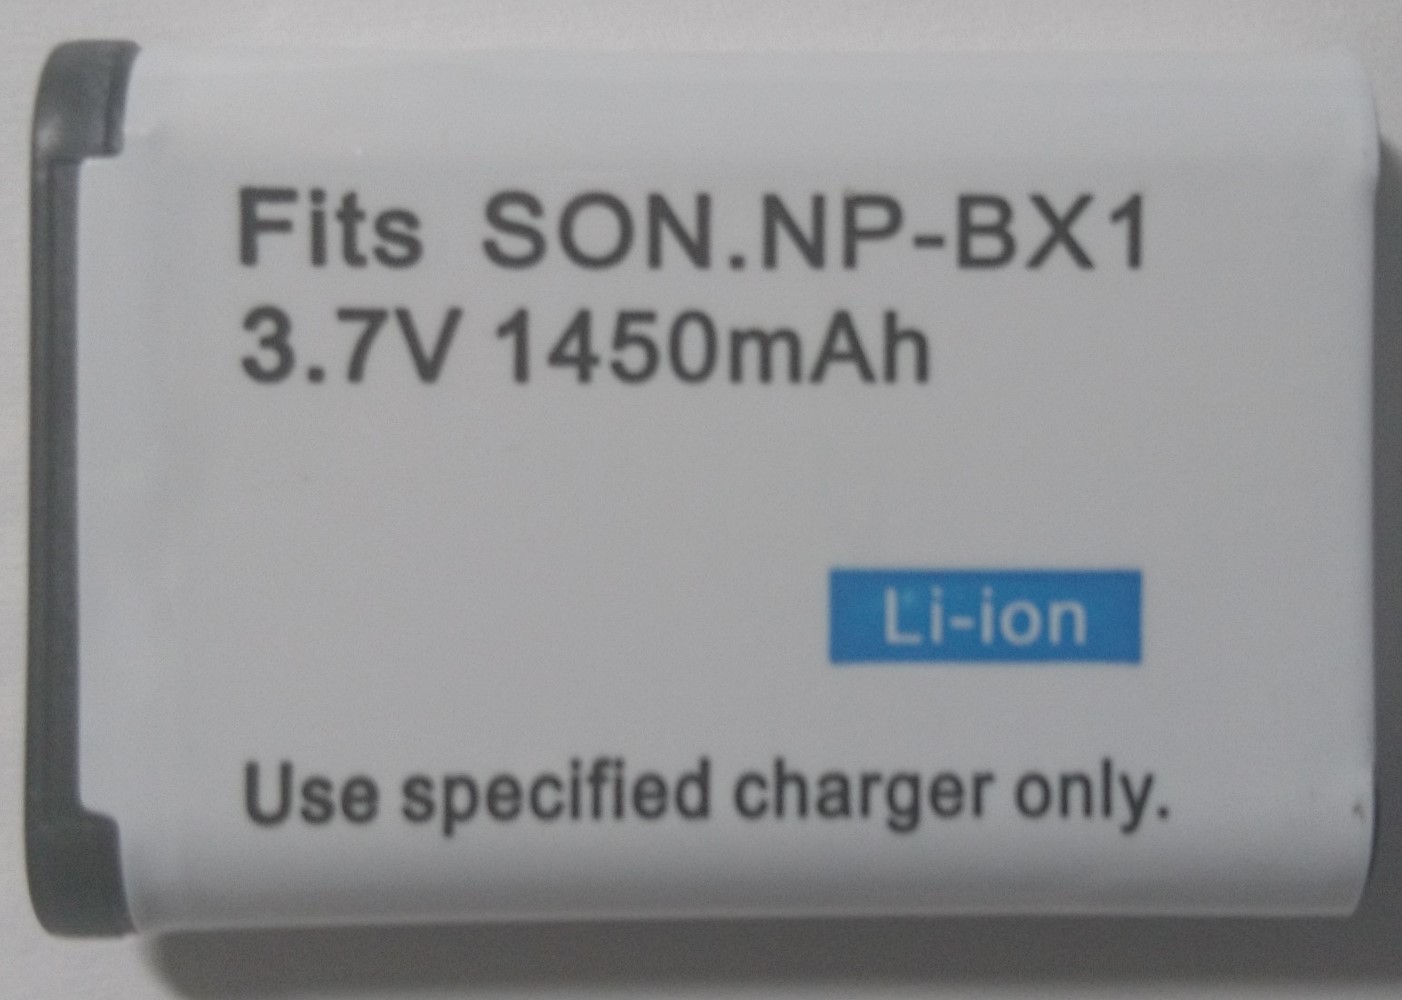 Fits SON.NP-BX1
3.7V 1450mAh
Li-ion
Use specified charger only.